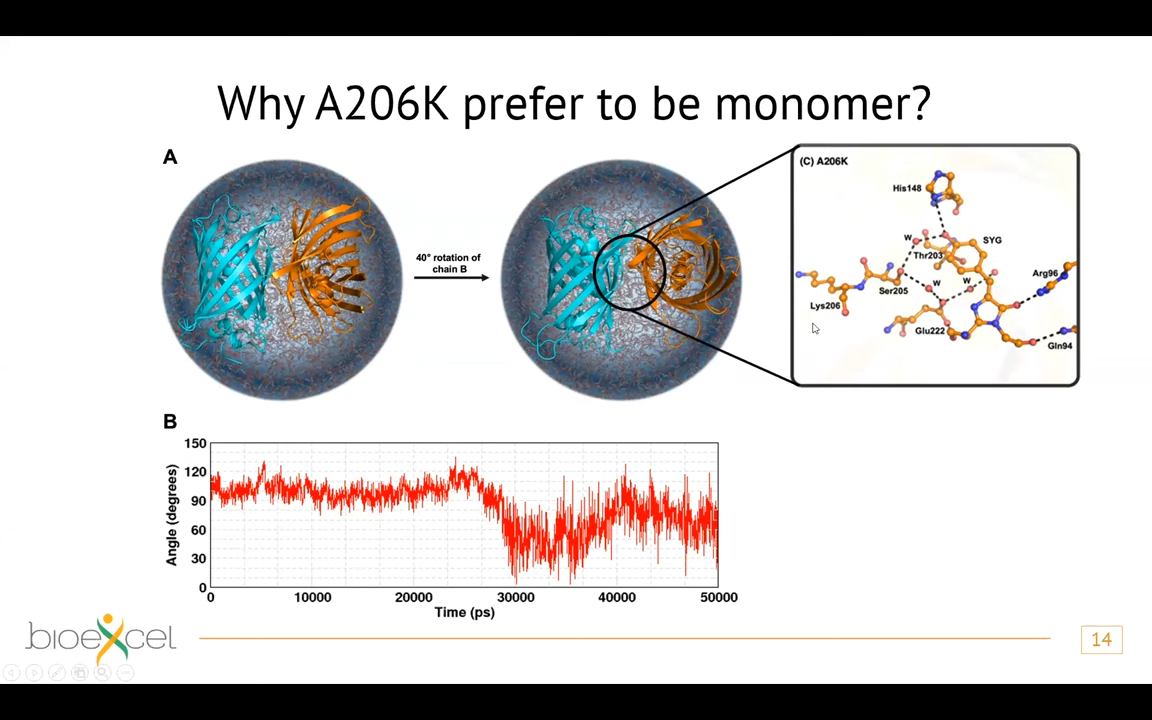 Why A206K prefer to be monomer?
A
40° rotation of
chain B
(C) A206K
His148
W
SYG
Thr203
Arg96
Ser205
W
W
Lys206
Glu222
Gln94
B
150
120
90
60
30
0
Angle (degrees)
0 10000 20000 30000 40000 50000
Time (ps)
bioexcel
14